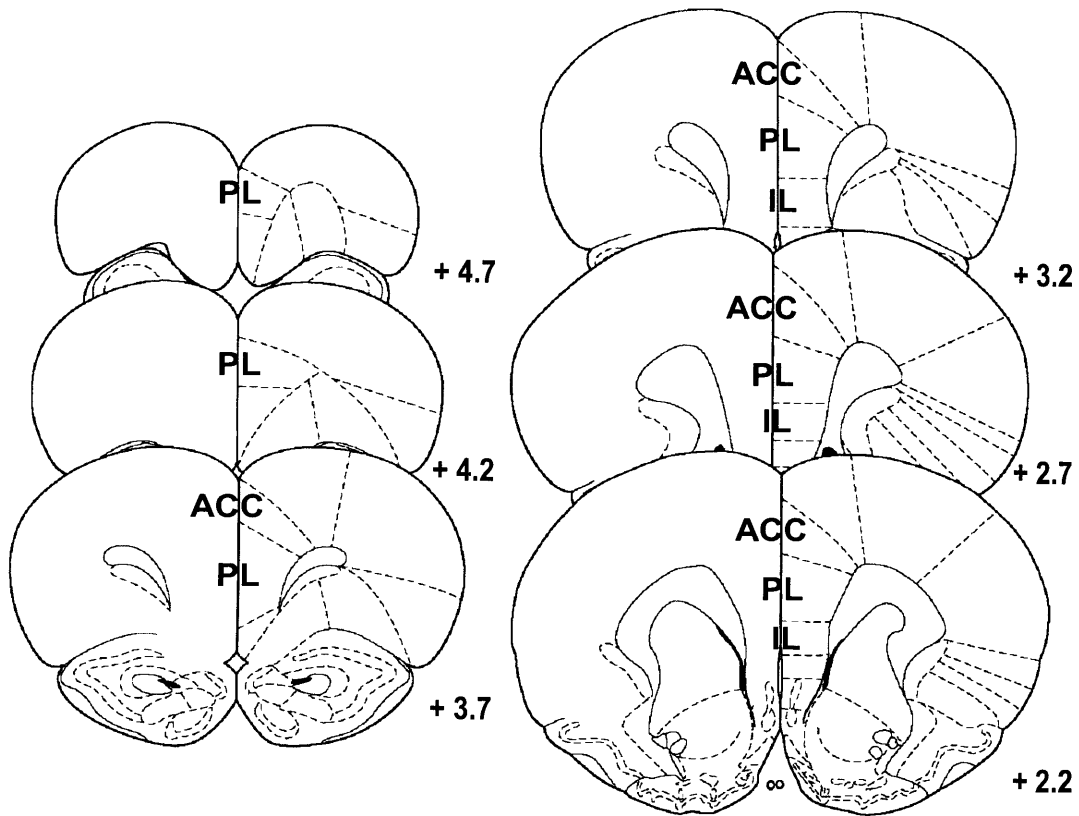 PL
+ 4.7
PL
+ 4.2
ACC
PL
+ 3.7
ACC
PL
IL
+ 3.2
ACC
PL
IL
+ 2.7
ACC
PL
IL
+ 2.2